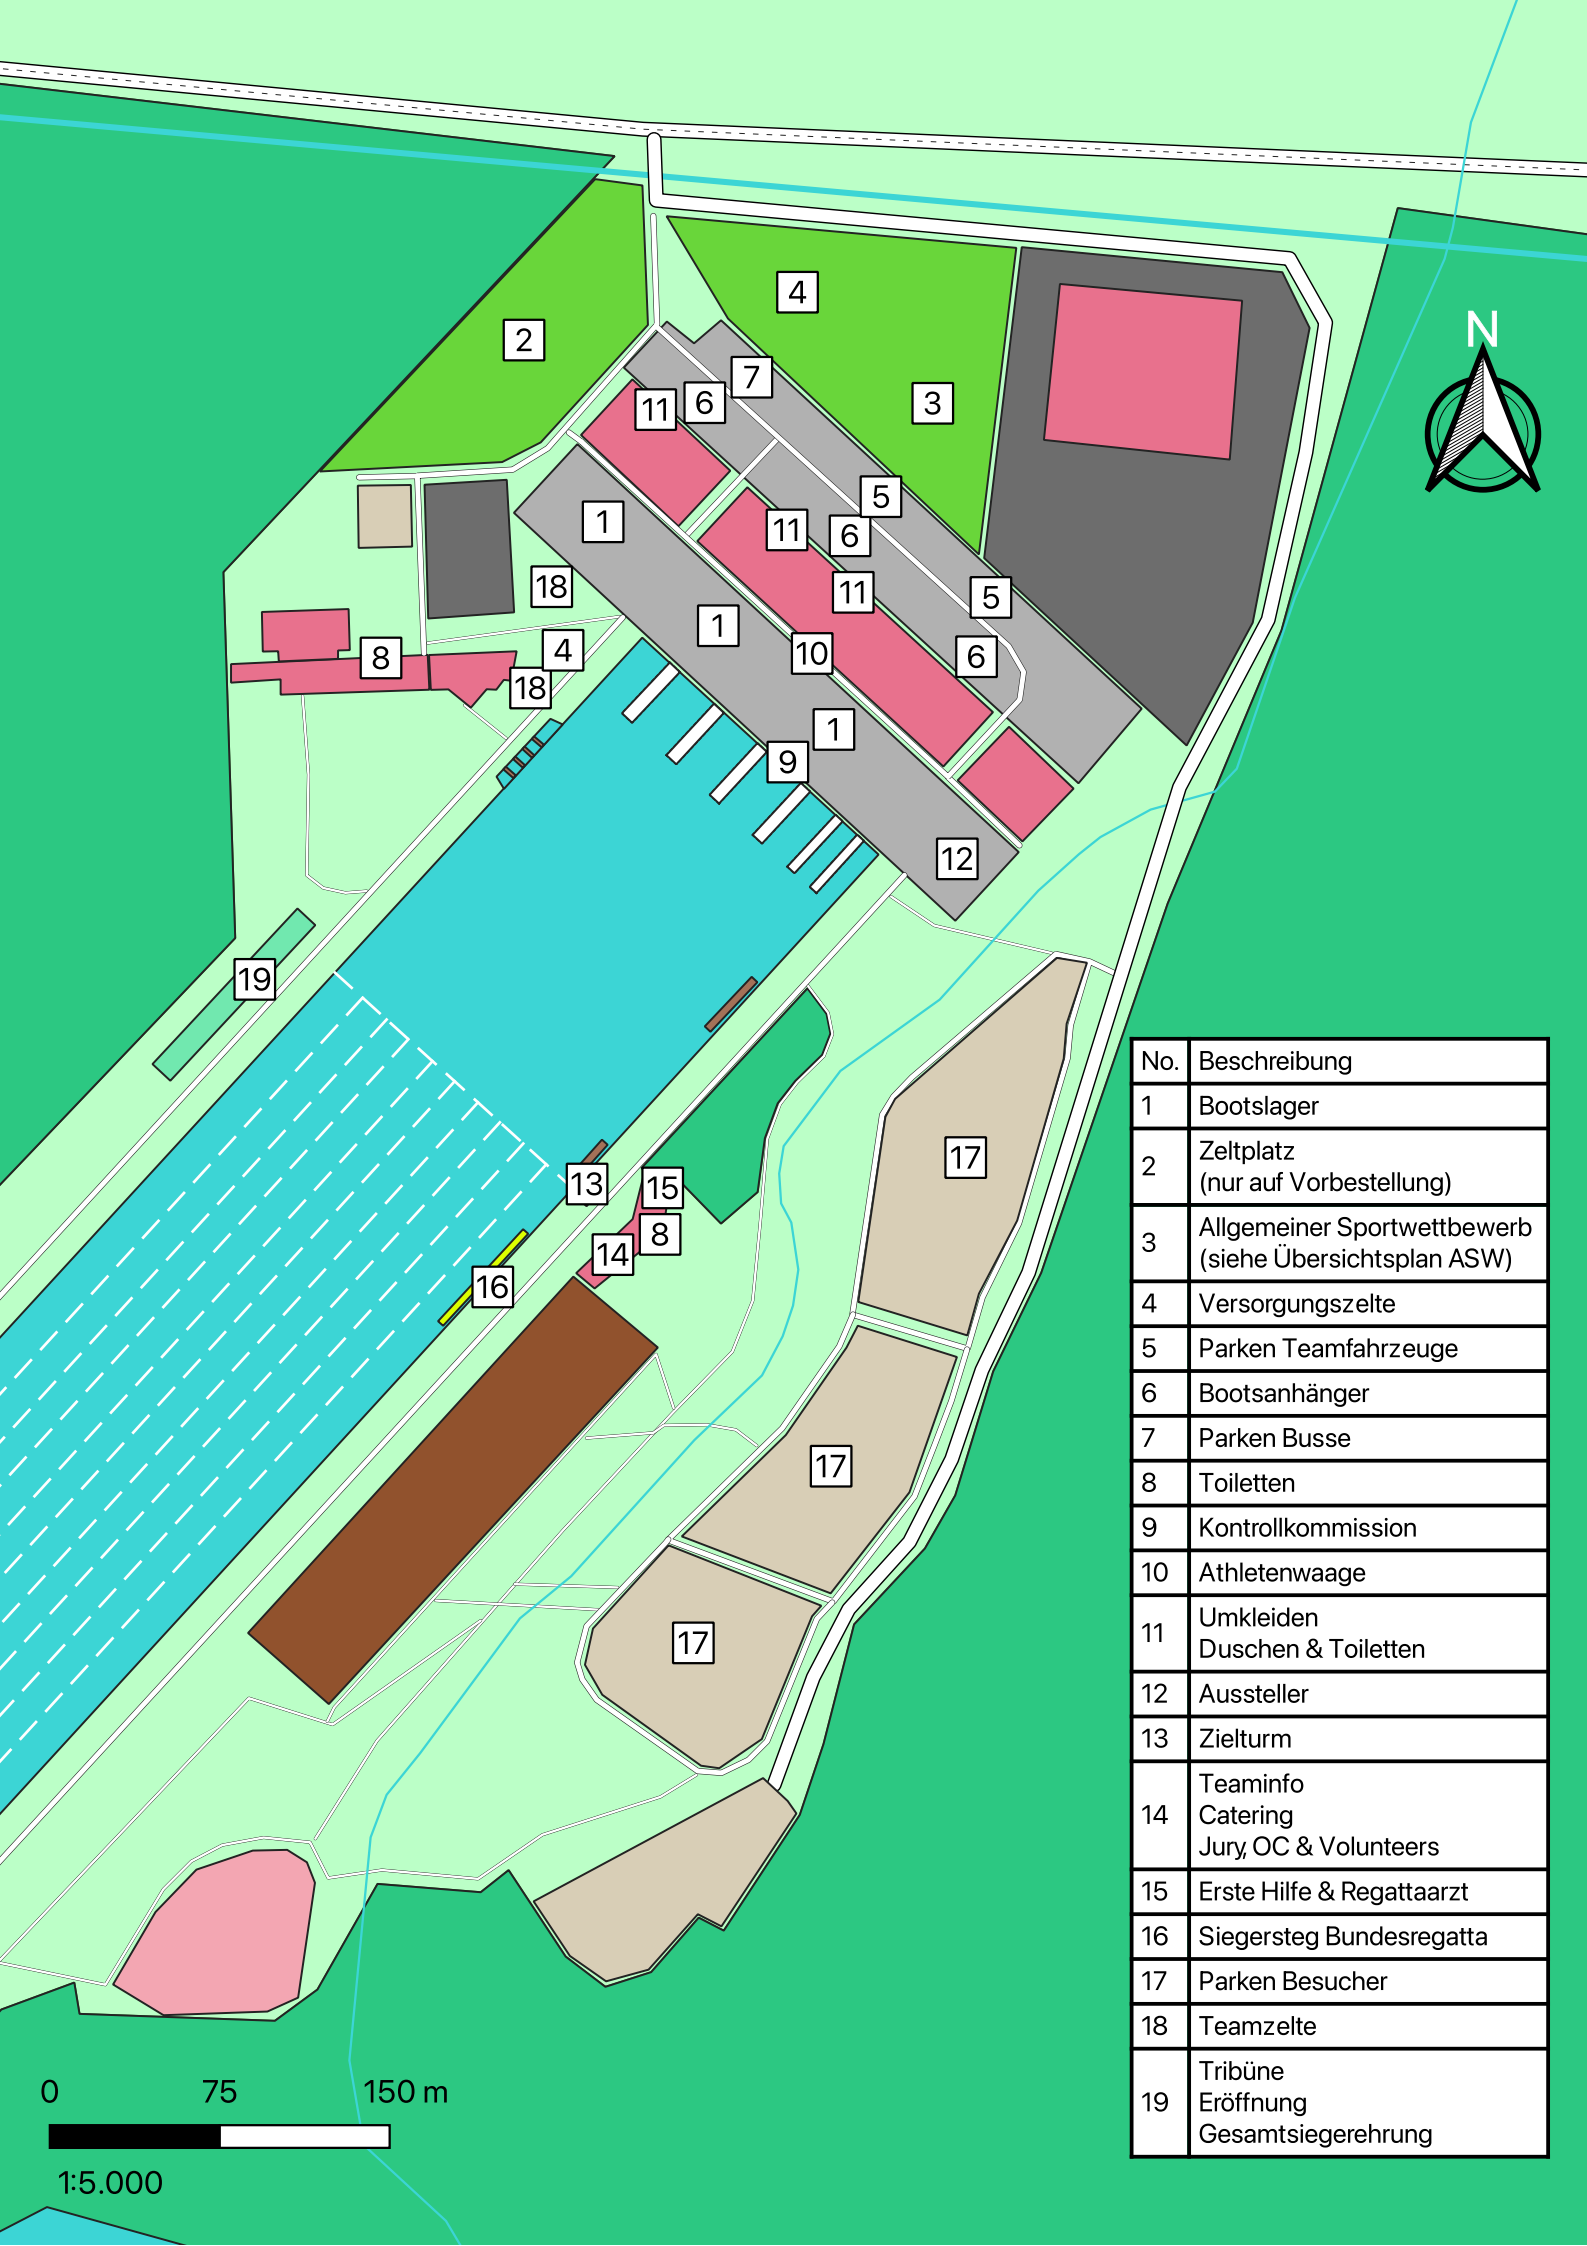 4
2
7
11
6
3
N
5
1
11
6
18
11
5
1
4
10
6
8
18
1
9
12
19
17
13
15
8
14
16
17
17
No. Beschreibung
1 Bootslager
2 Zeltplatz
(nur auf Vorbestellung)
3 Allgemeiner Sportwettbewerb
(siehe Übersichtsplan ASW)
4 Versorgungszelte
5 Parken Teamfahrzeuge
6 Bootsanhänger
7 Parken Busse
8 Toiletten
9 Kontrollkommission
10 Athletenwaage
11 Umkleiden
Duschen & Toiletten
12 Aussteller
13 Zielturm
14 Teaminfo
Catering
Jury, OC & Volunteers
15 Erste Hilfe & Regattaarzt
16 Siegersteg Bundesregatta
17 Parken Besucher
18 Teamzelte
19 Tribüne
Eröffnung
Gesamtsiegerehrung
0 75 150 m
1:5.000